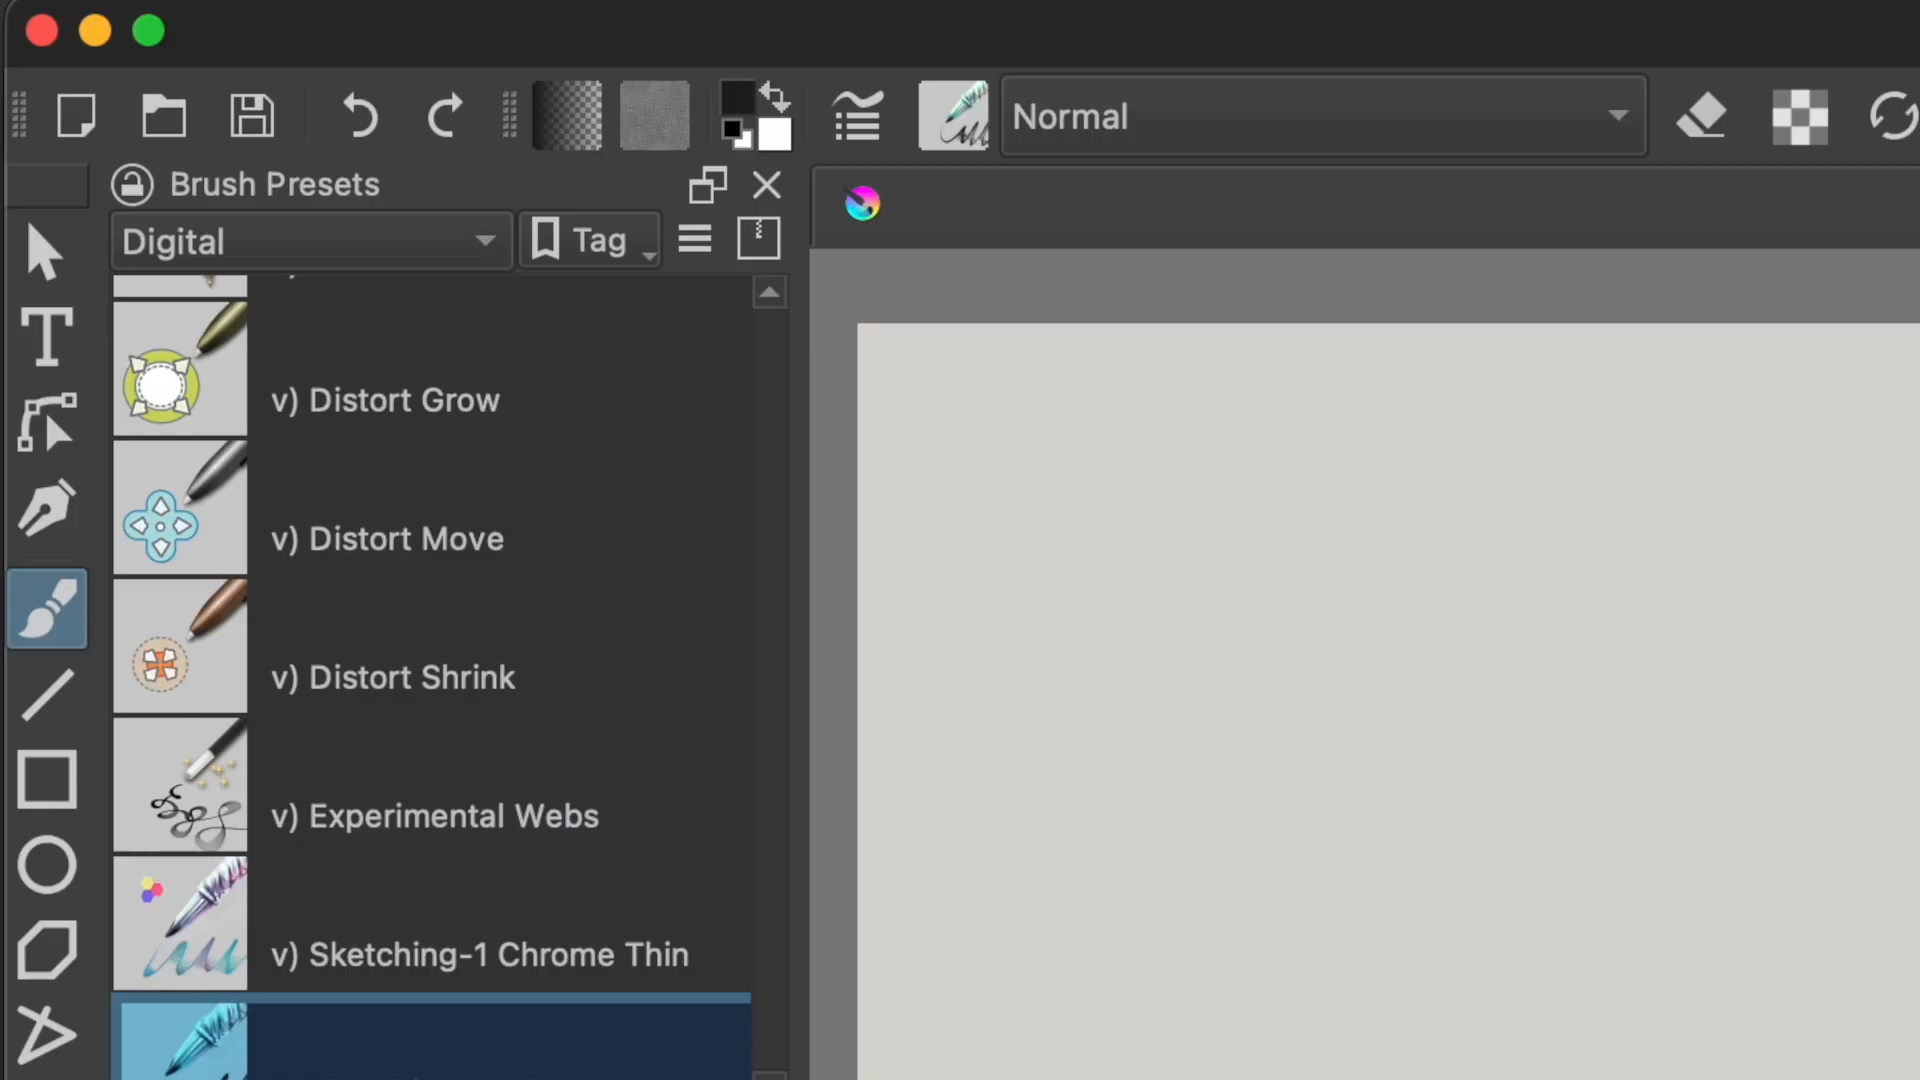 Normal
Brush Presets
Digital
Tag
v) Distort Grow
v) Distort Move
v) Distort Shrink
v) Experimental Webs
v) Sketching-1 Chrome Thin